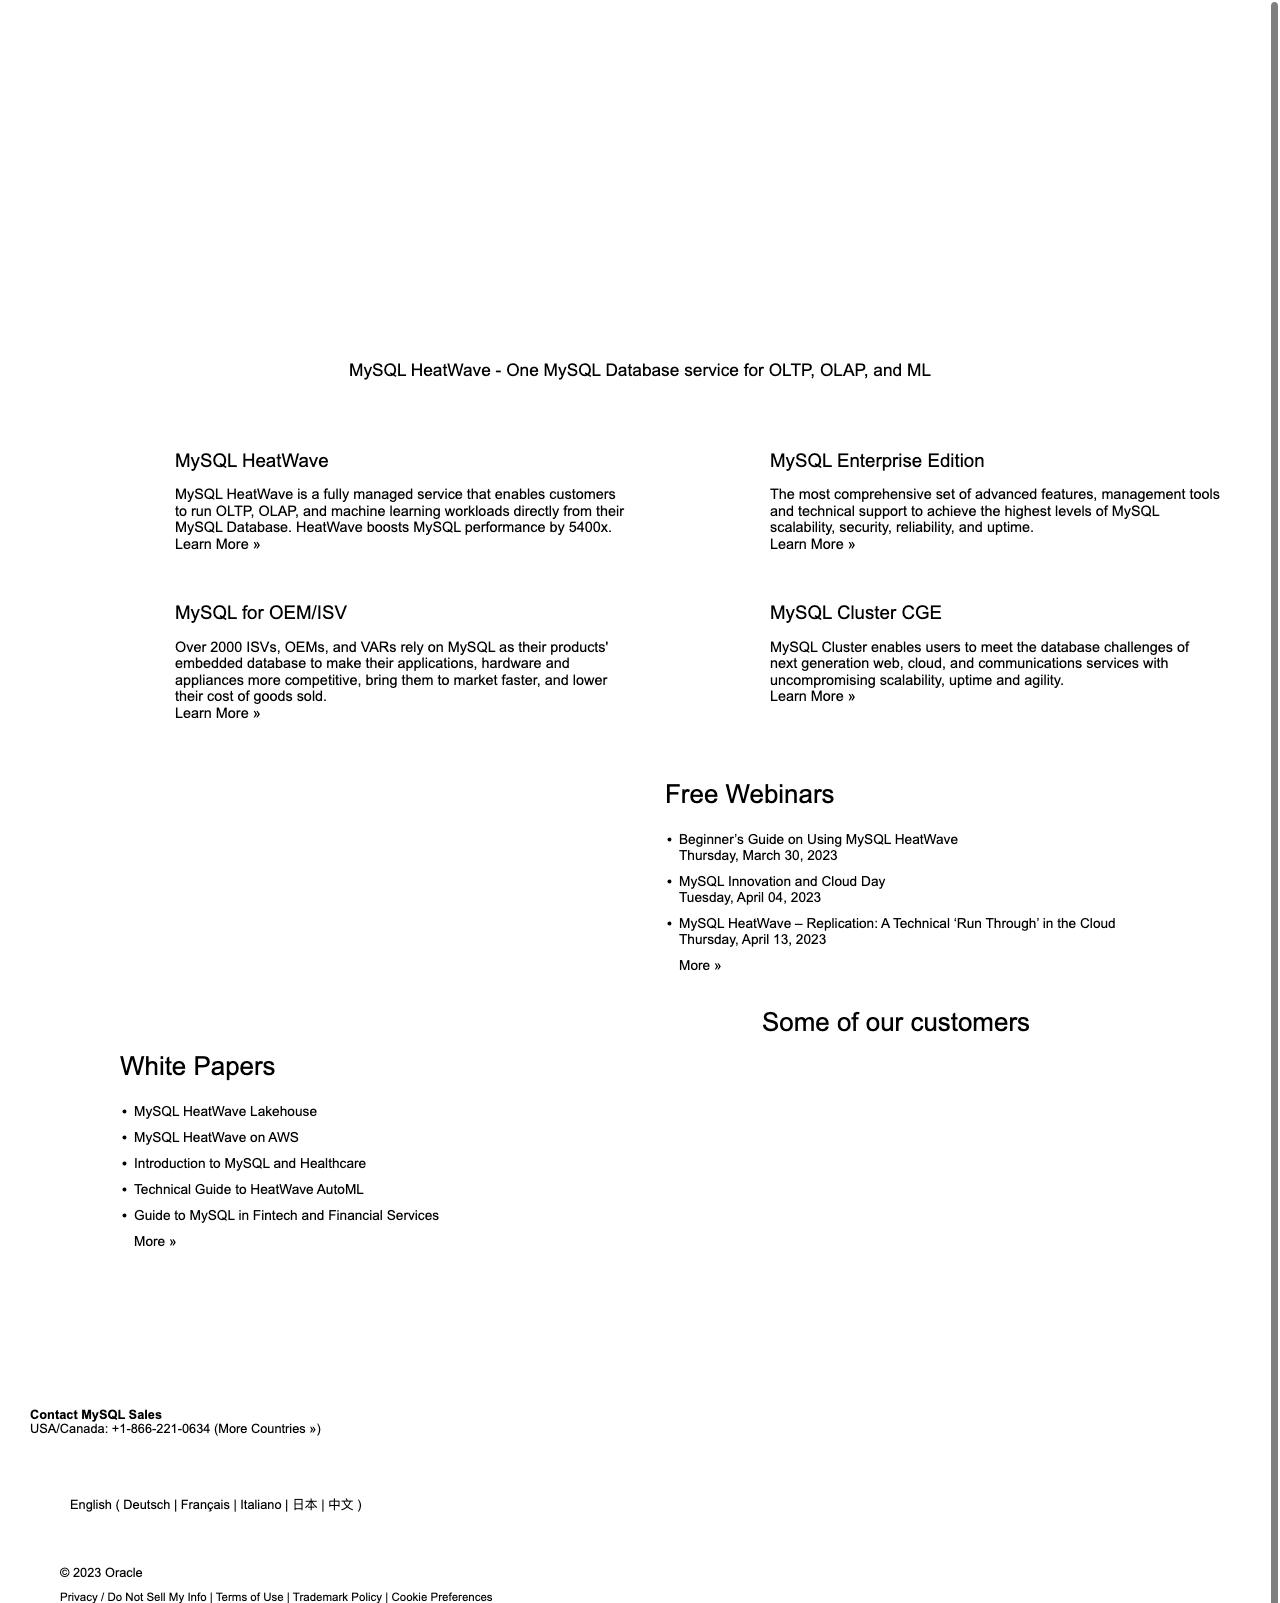 MySQL HeatWave - One MySQL Database service for OLTP, OLAP, and ML
MySQL HeatWave
MySQL HeatWave is a fully managed service that enables customers
to run OLTP, OLAP, and machine learning workloads directly from their
MySQL Database. HeatWave boosts MySQL performance by 5400x.
Learn More »
MySQL Enterprise Edition
The most comprehensive set of advanced features, management tools
and technical support to achieve the highest levels of MySQL
scalability, security, reliability, and uptime.
Learn More »
MySQL for OEM/ISV
Over 2000 ISVs, OEMs, and VARs rely on MySQL as their products'
embedded database to make their applications, hardware and
appliances more competitive, bring them to market faster, and lower
their cost of goods sold.
Learn More »
MySQL Cluster CGE
MySQL Cluster enables users to meet the database challenges of
next generation web, cloud, and communications services with
uncompromising scalability, uptime and agility.
Learn More »
Free Webinars
• Beginner’s Guide on Using MySQL HeatWave
Thursday, March 30, 2023
• MySQL Innovation and Cloud Day
Tuesday, April 04, 2023
• MySQL HeatWave – Replication: A Technical ‘Run Through’ in the Cloud
Thursday, April 13, 2023
More »
Some of our customers
White Papers
• MySQL HeatWave Lakehouse
• MySQL HeatWave on AWS
• Introduction to MySQL and Healthcare
• Technical Guide to HeatWave AutoML
• Guide to MySQL in Fintech and Financial Services
More »
Contact MySQL Sales
USA/Canada: +1-866-221-0634 (More Countries »)
English ( Deutsch | Français | Italiano | 日本 | 中文 )
© 2023 Oracle
Privacy / Do Not Sell My Info | Terms of Use | Trademark Policy | Cookie Preferences